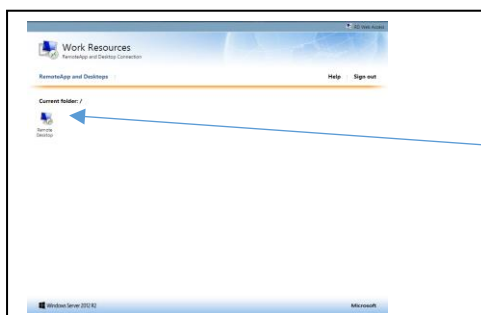 RD Web Access
Work Resources
RemoteApp and Desktop Connection
RemoteApp and Desktops
Help Sign out
Current folder: /
Remote
Desktop
Windows Server 2012 R2
Microsoft